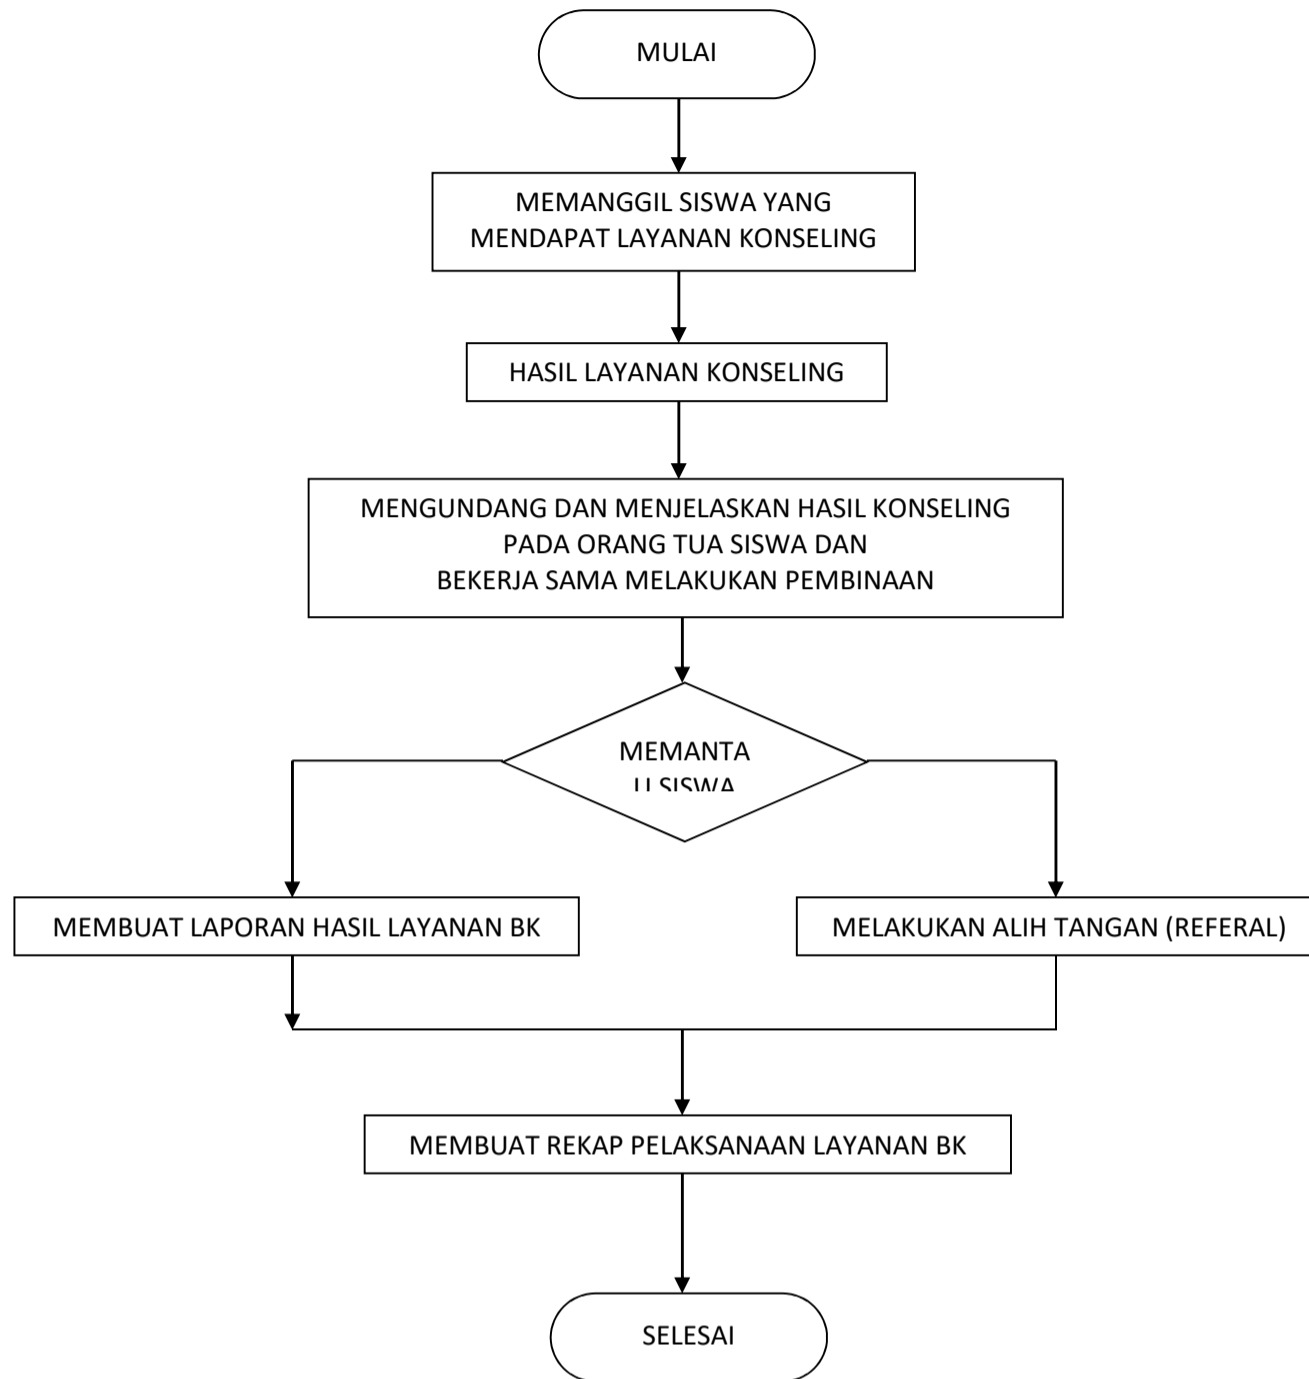 MULAI
MEMANGGIL SISWA YANG
MENDAPAT LAYANAN KONSELING
HASIL LAYANAN KONSELING
MENGUNDANG DAN MENJELASKAN HASIL KONSELING
PADA ORANG TUA SISWA DAN
BEKERJA SAMA MELAKUKAN PEMBINAAN
MEMANTA
U SISWA
MEMBUAT LAPORAN HASIL LAYANAN BK
MELAKUKAN ALIH TANGAN (REFERAL)
MEMBUAT REKAP PELAKSANAAN LAYANAN BK
SELESAI